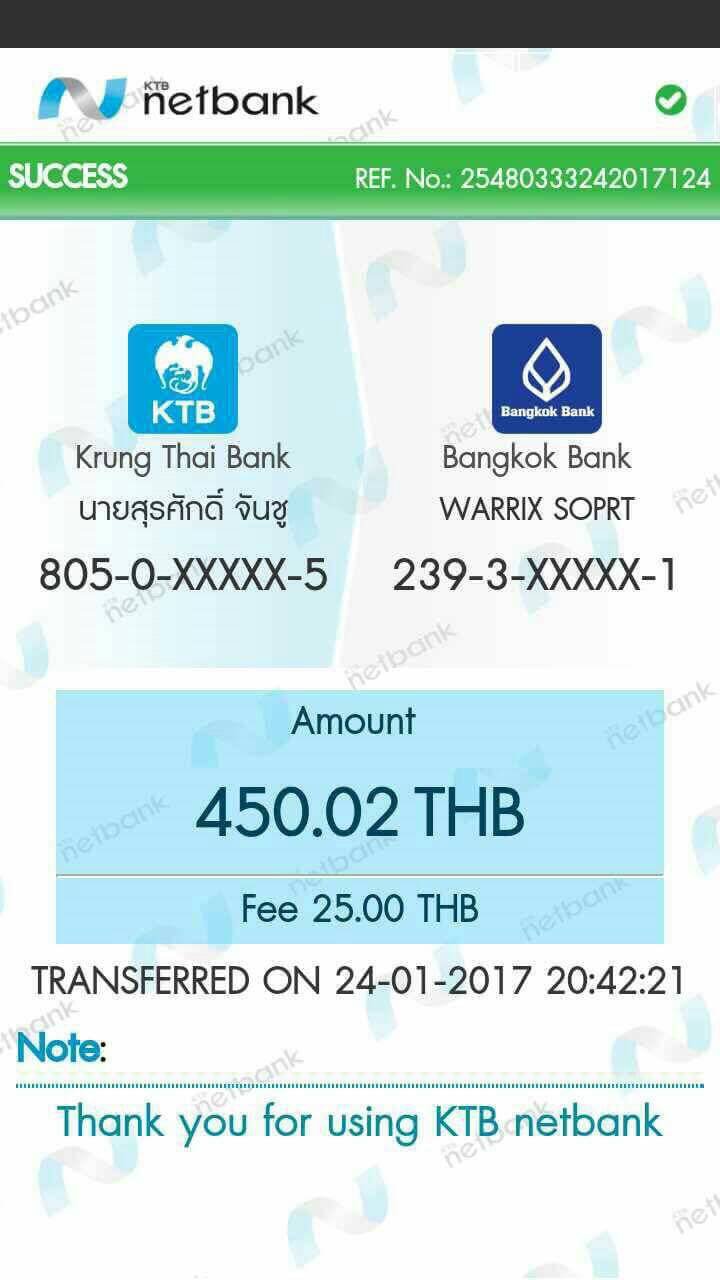 KTB
netbank
SUCCESS REF. No.: 25480333242017124
KTB Bangkok Bank
Krung Thai Bank Bangkok Bank
นายสุรศักดิ์ จันชู WARRIX SOPRT
805-0-XXXXX-5 239-3-XXXXX-1
Amount
450.02 THB
Fee 25.00 THB
TRANSFERRED ON 24-01-2017 20:42:21
Note:
Thank you for using KTB netbank